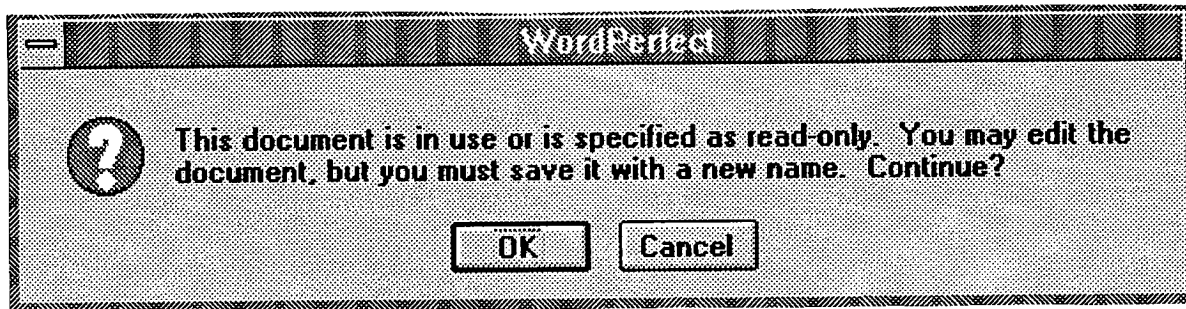 WordPerfect
This document is in use or is specified as read-only.  You may edit the
document, but you must save it with a new name.  Continue?
OK
Cancel